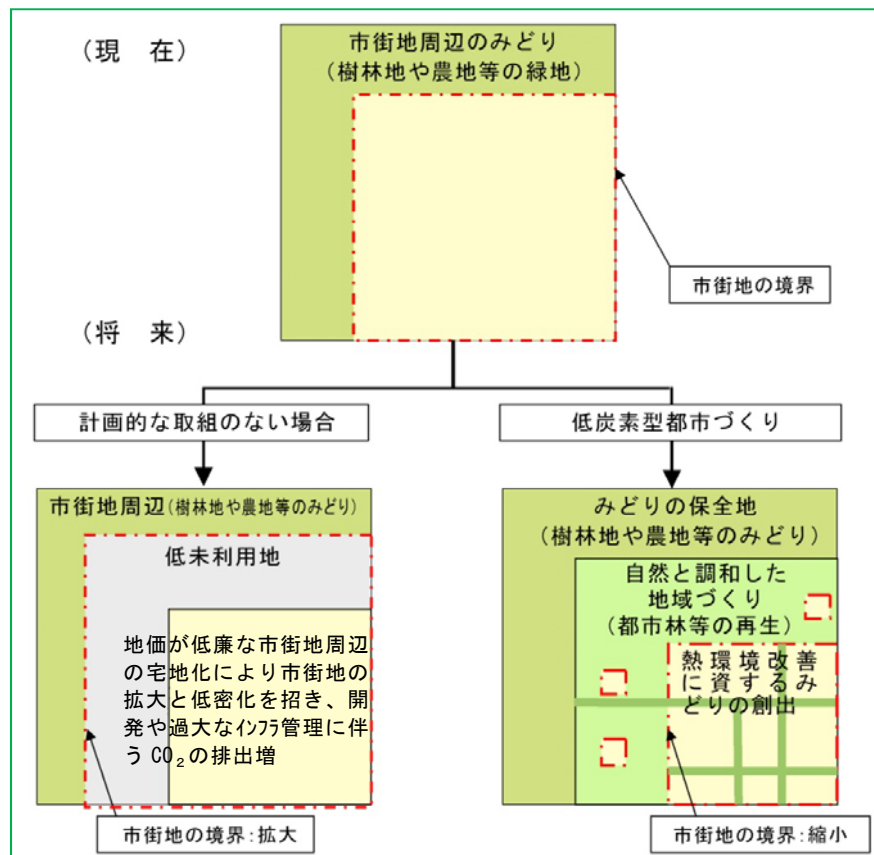 （現　在）
市街地周辺のみどり
（樹林地や農地等の緑地）
市街地の境界
（将　来）
計画的な取組のない場合
低炭素型都市づくり
市街地周辺（樹林地や農地等のみどり）
低未利用地
地価が低廉な市街地周辺
の宅地化により市街地の
拡大と低密化を招き、開
発や過大なｲﾝﾌﾗ管理に伴
う CO₂の排出増
市街地の境界：拡大
みどりの保全地
（樹林地や農地等のみどり）
自然と調和した
地域づくり
（都市林等の再生）
熱環境改善
に資するみ
どりの創出
市街地の境界：縮小